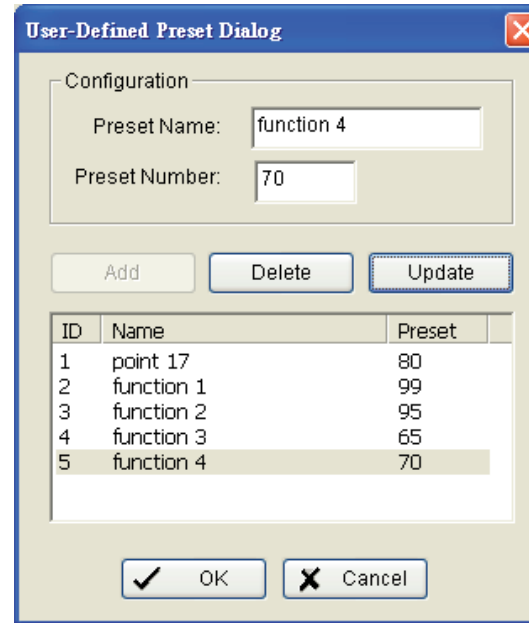 User-Defined Preset Dialog
Configuration
Preset Name: function 4
Preset Number: 70
Add Delete Update
ID Name Preset
1 point 17 80
2 function 1 99
3 function 2 95
4 function 3 65
5 function 4 70
OK Cancel